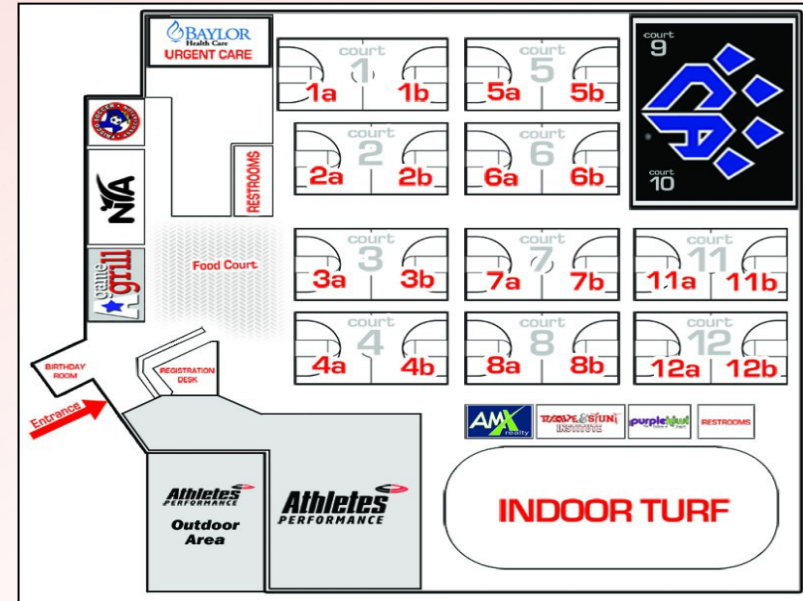 BAYLOR
Health Care
URGENT CARE
court
1
1a
1b
court
5
5a
5b
court
9
CA
court
10
court
2
2a
2b
court
6
6a
6b
NTA
RESTROOMS
A game
grill
Food Court
court
3
3a
3b
court
7
7a
7b
court
11
11a
11b
court
4
4a
4b
court
8
8a
8b
court
12
12a
12b
BIRTHDAY
ROOM
REGISTRATION
DESK
Entrance
AMX
realty
INSTITUTE
purple
RESTROOMS
Athletes'
PERFORMANCE
Outdoor
Area
Athletes'
PERFORMANCE
INDOOR TURF